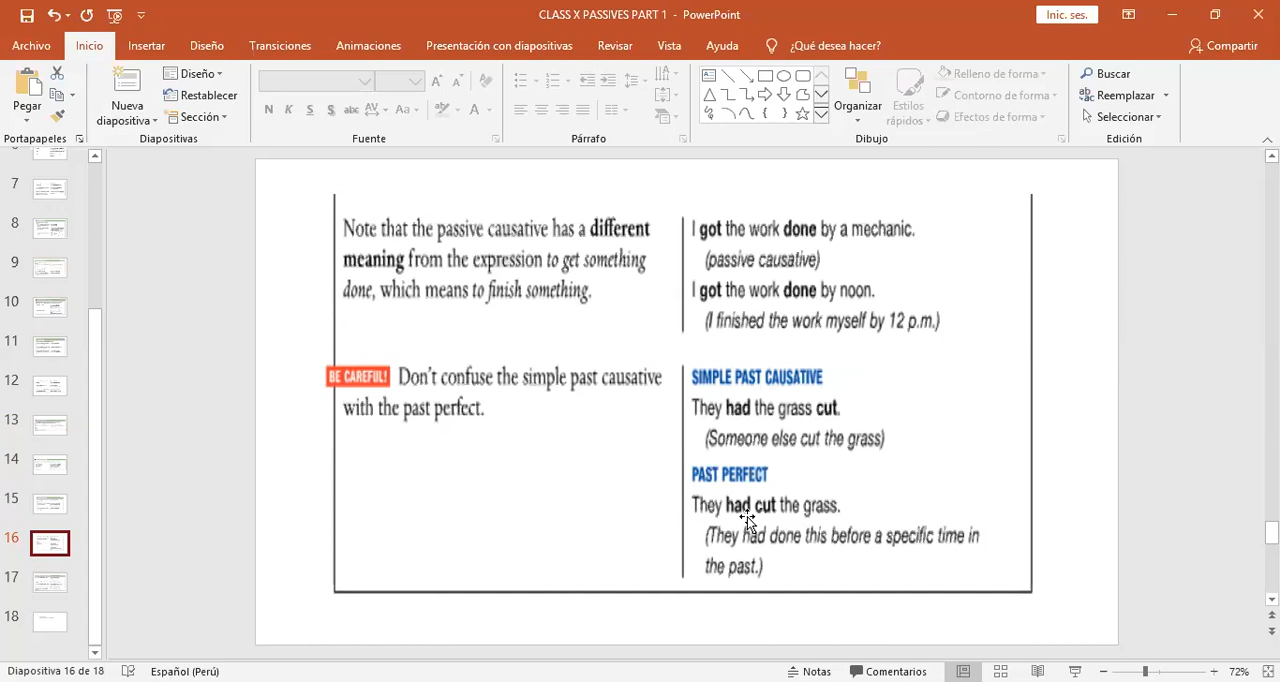 CLASS X PASSIVES PART 1 - PowerPoint
Inic. ses.
Archivo
Inicio
Insertar
Diseño
Transiciones
Animaciones
Presentación con diapositivas
Revisar
Vista
Ayuda
¿Qué desea hacer?
Compartir
Pegar
Portapapeles
Nueva
diapositiva
Diseño
Restablecer
Sección
Diapositivas
N K S S abc AV Aa A
Fuente
Párrafo
Organizar
Estilos
rápidos
Relleno de forma
Contorno de forma
Efectos de forma
Dibujo
Buscar
Reemplazar
Seleccionar
Edición
7
8
9
10
11
12
13
14
15
16
17
18
Note that the passive causative has a different
meaning from the expression to get something
done, which means to finish something.
I got the work done by a mechanic.
(passive causative)
I got the work done by noon.
(I finished the work myself by 12 p.m.)
BE CAREFUL! Don't confuse the simple past causative
with the past perfect.
SIMPLE PAST CAUSATIVE
They had the grass cut.
(Someone else cut the grass)
PAST PERFECT
They had cut the grass.
(They had done this before a specific time in
the past.)
Diapositiva 16 de 18
Español (Perú)
Notas
Comentarios
72%